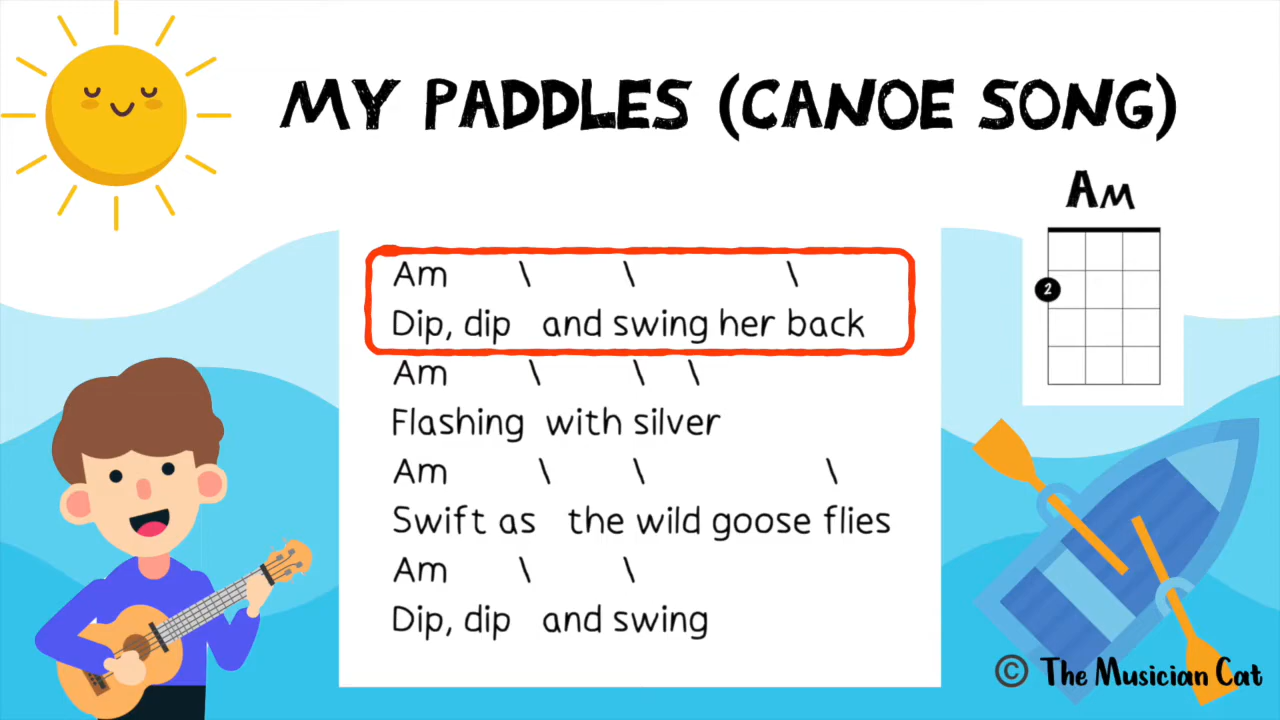 MY PADDLES (CANOE SONG)
Am
2
Am \ \ \
Dip, dip and swing her back
Am \ \ \
Flashing with silver
Am \ \ \
Swift as the wild goose flies
Am \ \
Dip, dip and swing
© The Musician Cat